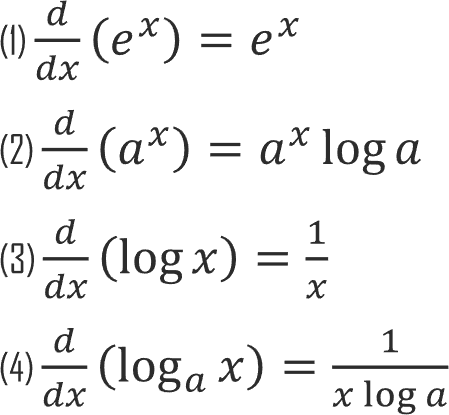 (1) d/dx (e^x) = e^x
(2) d/dx (a^x) = a^x log a
(3) d/dx (log x) = 1/x
(4) d/dx (log_a x) = 1/(x log a)